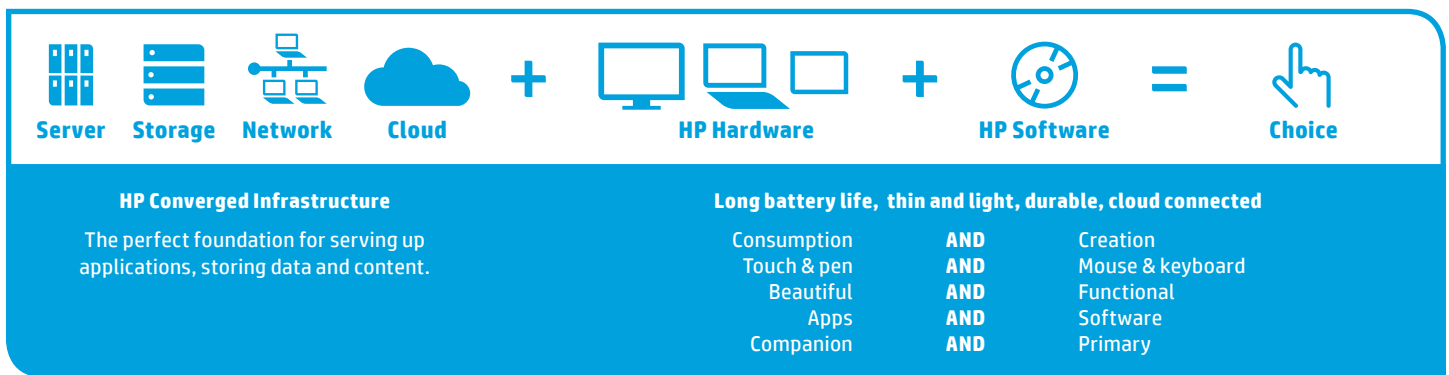 Server Storage Network Cloud HP Hardware HP Software Choice
HP Converged Infrastructure
The perfect foundation for serving up
applications, storing data and content.
Long battery life, thin and light, durable, cloud connected
Consumption AND Creation
Touch & pen AND Mouse & keyboard
Beautiful AND Functional
Apps AND Software
Companion AND Primary